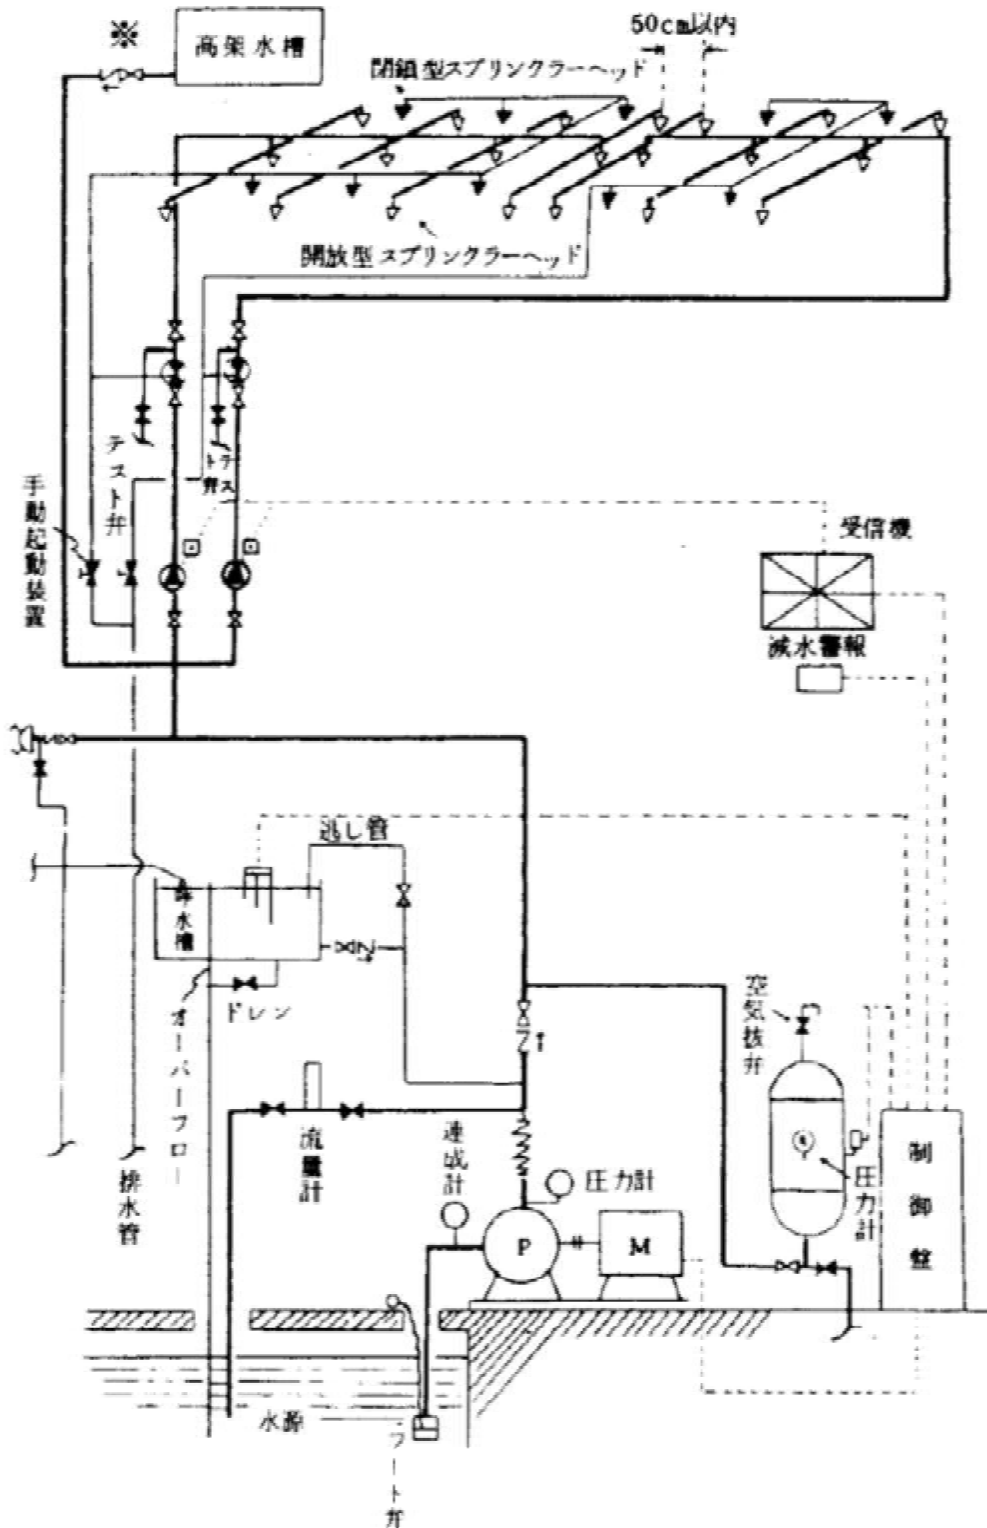 ※
高架水槽
50cm以内
閉鎖型スプリンクラーヘッド
開放型スプリンクラーヘッド
テスト弁
手動起動装置
受信機
減水警報
逃し管
呼水槽
ドレン
オーバーフロー
空気抜弁
流量計
連成計
圧力計
圧力計
制御盤
排水管
P
M
水源
フート弁